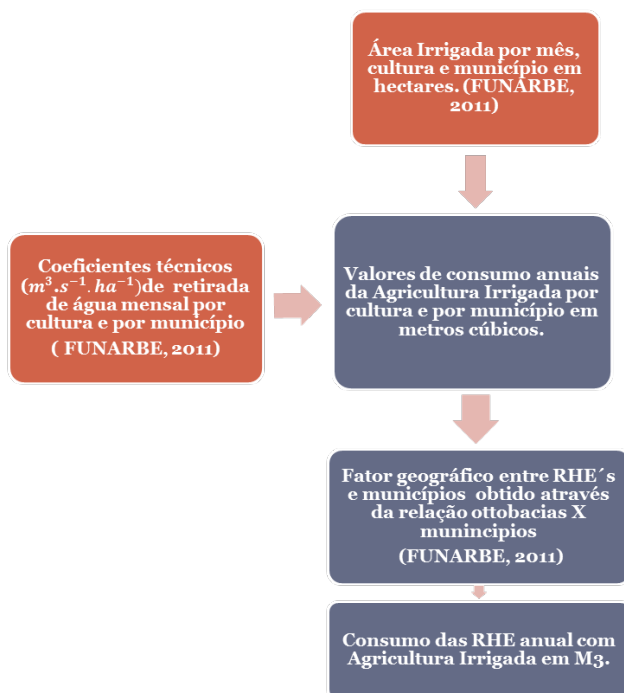 Área Irrigada por mês,
cultura e município em
hectares. (FUNARBE,
2011)
Coeficientes técnicos
(m³.s⁻¹.ha⁻¹)de retirada
de água mensal por
cultura e por município
( FUNARBE, 2011)
Valores de consumo anuais
da Agricultura Irrigada por
cultura e por município em
metros cúbicos.
Fator geográfico entre RHE´s
e municípios obtido através
da relação ottobacias X
munincipios
(FUNARBE, 2011)
Consumo das RHE anual com
Agricultura Irrigada em M3.